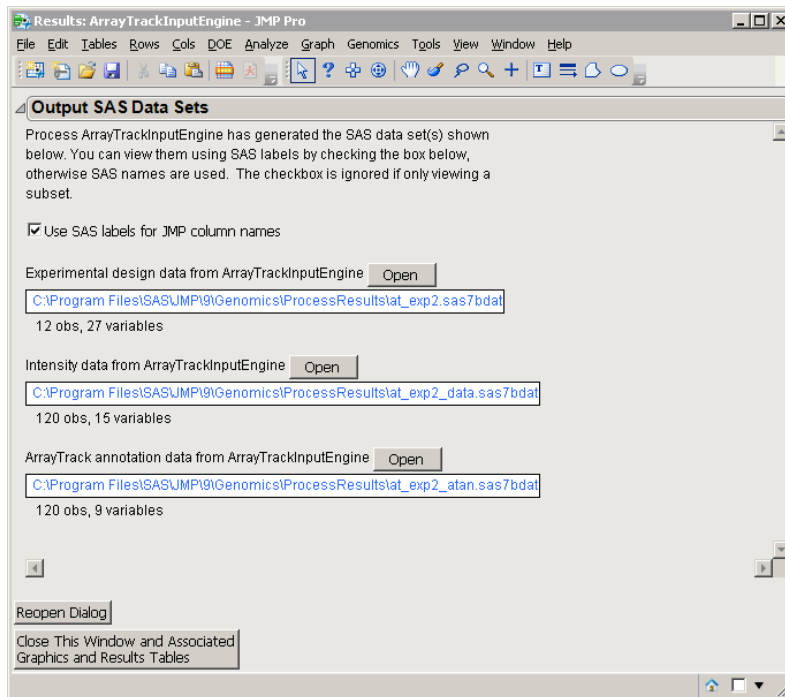 Results: ArrayTrackInputEngine - JMP Pro
File Edit Tables Rows Cols DOE Analyze Graph Genomics Tools View Window Help
Output SAS Data Sets
Process ArrayTrackInputEngine has generated the SAS data set(s) shown
below. You can view them using SAS labels by checking the box below,
otherwise SAS names are used. The checkbox is ignored if only viewing a
subset.
Use SAS labels for JMP column names
Experimental design data from ArrayTrackInputEngine Open
C:\Program Files\SAS\JMP\9\Genomics\ProcessResults\at_exp2.sas7bdat
12 obs, 27 variables
Intensity data from ArrayTrackInputEngine Open
C:\Program Files\SAS\JMP\9\Genomics\ProcessResults\at_exp2_data.sas7bdat
120 obs, 15 variables
ArrayTrack annotation data from ArrayTrackInputEngine Open
C:\Program Files\SAS\JMP\9\Genomics\ProcessResults\at_exp2_atan.sas7bdat
120 obs, 9 variables
Reopen Dialog
Close This Window and Associated
Graphics and Results Tables